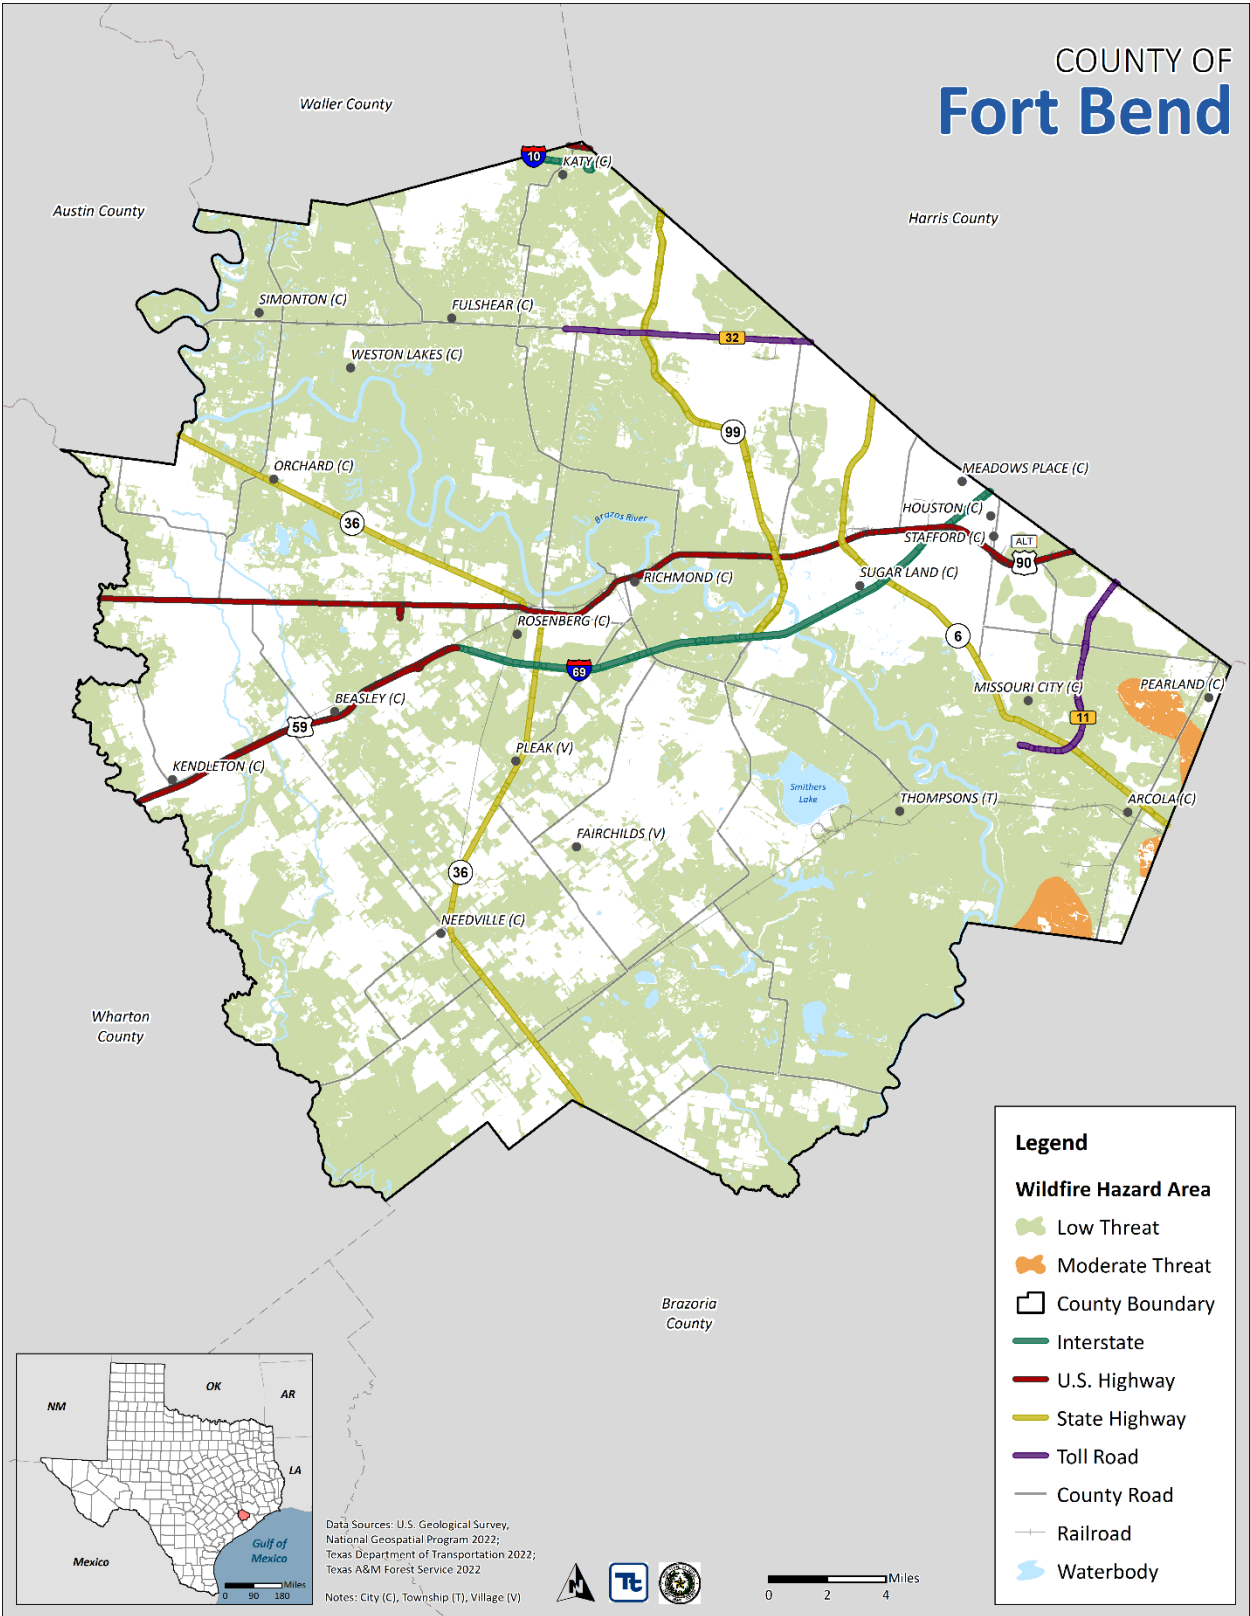 COUNTY OF
Fort Bend
Waller County
Austin County
Harris County
10
KATY (C)
SIMONTON (C)
FULSHEAR (C)
32
WESTON LAKES (C)
99
ORCHARD (C)
MEADOWS PLACE (C)
36
HOUSTON (C)
Brazos River
STAFFORD (C)
ALT
90
RICHMOND (C)
SUGAR LAND (C)
ROSENBERG (C)
6
69
BEASLEY (C)
MISSOURI CITY (C)
PEARLAND (C)
59
11
PLEAK (V)
KENDLETON (C)
Smithers
Lake
THOMPSONS (T)
ARCOLA (C)
FAIRCHILDS (V)
36
NEEDVILLE (C)
Wharton
County
Brazoria
County
Legend
Wildfire Hazard Area
Low Threat
Moderate Threat
County Boundary
Interstate
U.S. Highway
State Highway
Toll Road
County Road
Railroad
Waterbody
NM
OK
AR
LA
Mexico
Gulf of
Mexico
Miles
0 90 180
Data Sources: U.S. Geological Survey,
National Geospatial Program 2022;
Texas Department of Transportation 2022;
Texas A&M Forest Service 2022
Notes: City (C), Township (T), Village (V)
N
Tt
Miles
0 2 4